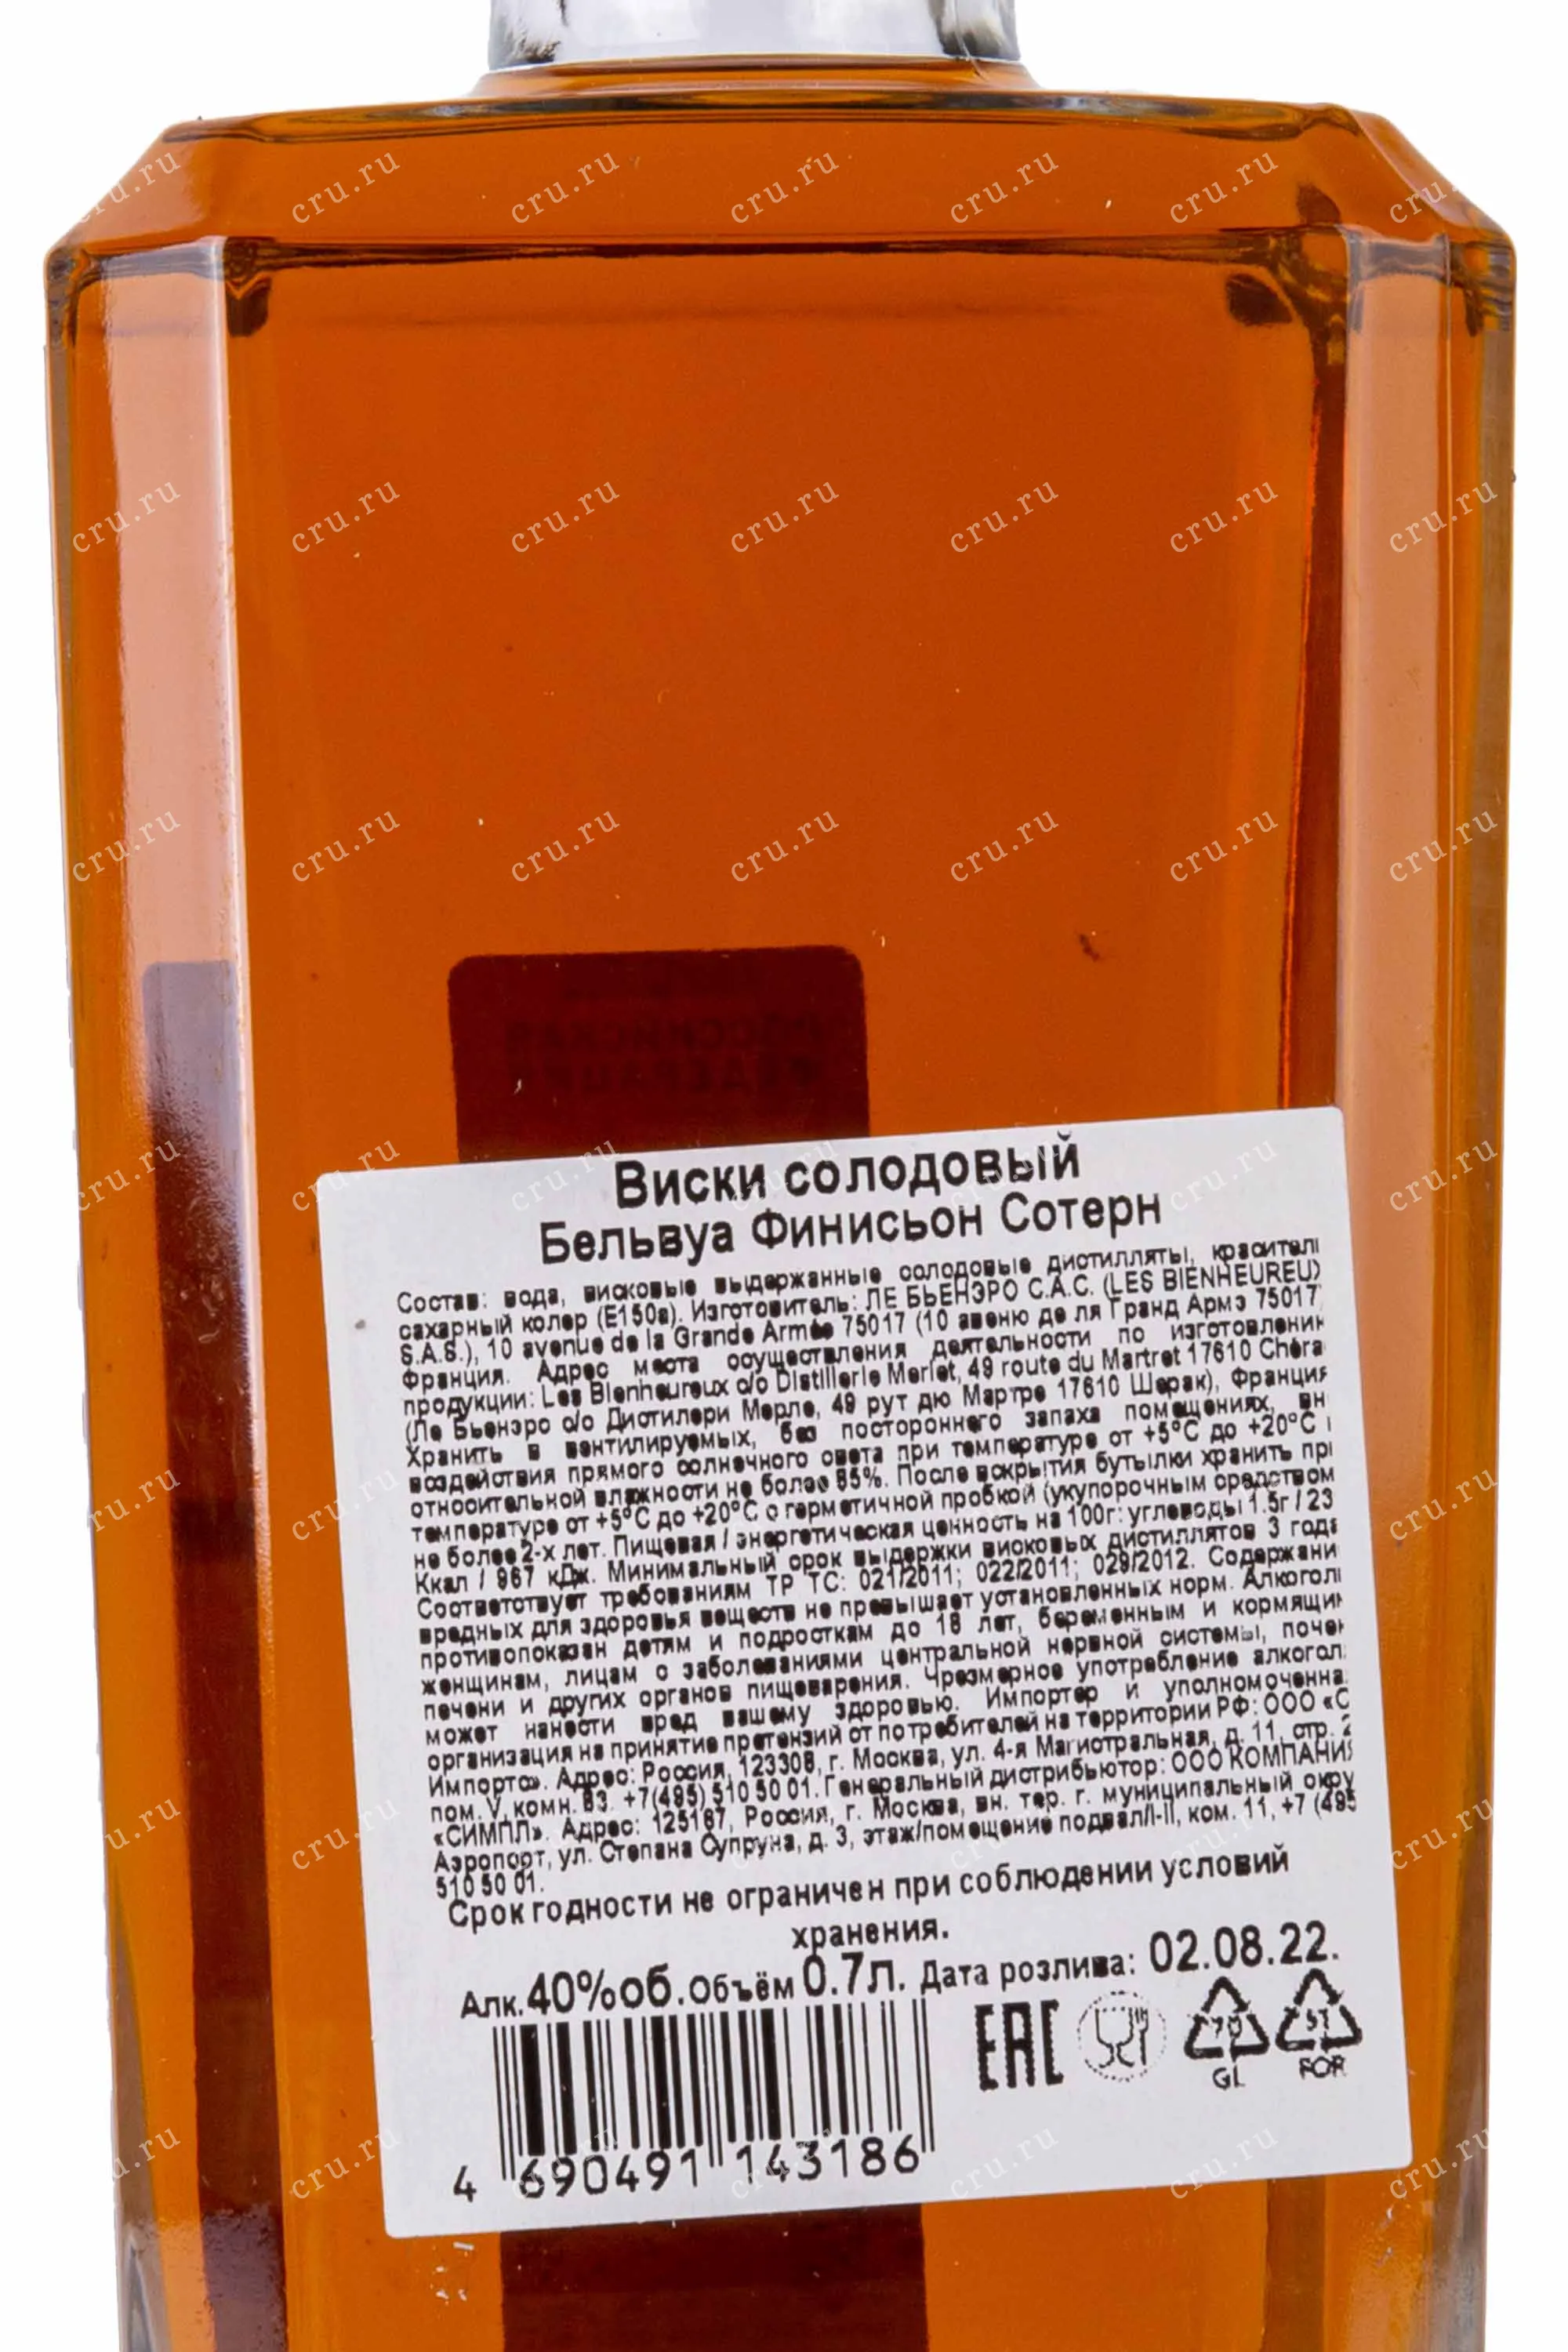 Виски солодовый
Бельвуа Финисьон Сотерн
Состав: вода, висковые выдержанные солодовые дистилляты, красители
сахарный колер (Е150а). Изготовитель: ЛЕ БЬЕНЭРО С.А.С. (LES BIENHEUREUX
S.A.S.), 10 avenue de la Grande Armée 75017 (10 авеню де ля Гранд Армэ 75017
Франция. Адрес места осуществления деятельности по изготовлению
продукции: Les Bienheureux c/o Distillerie Merlet, 49 route du Martret 17610 Chéra
(Ле Бьенэро с/о Дистилери Мерле, 49 рут дю Мартре 17610 Шерак), Франция
Хранить в вентилируемых, без постороннего запаха помещениях, вн
воздействия прямого солнечного света при температуре от +5°С до +20°С и
относительной влажности не более 85%. После вскрытия бутылки хранить при
температуре от +5°С до +20°С с герметичной пробкой (укупорочным средством
не более 2-х лет. Пищевая / энергетическая ценность на 100г: углеводы 1.5г / 23
Ккал / 967 кДж. Минимальный срок выдержки висковых дистиллятов 3 года
Соответствует требованиям ТР ТС: 021/2011; 022/2011; 029/2012. Содержани
вредных для здоровья веществ не превышает установленных норм. Алкоголь
противопоказан детям и подросткам до 18 лет, беременным и кормящим
женщинам, лицам с заболеваниями центральной нервной системы, почек
печени и других органов пищеварения. Чрезмерное употребление алкогол
может нанести вред вашему здоровью. Импортер и уполномоченна
организация на принятие претензий от потребителей на территории РФ: ООО «С
Импортс». Адрес: Россия, 123308, г. Москва, ул. 4-я Магистральная, д. 11, стр. 2
пом. V, комн. 83. +7(495) 510 50 01. Генеральный дистрибьютор: ООО КОМПАНИЯ
«СИМПЛ». Адрес: 125167, Россия, г. Москва, вн. тер. г. муниципальный окру
Аэропорт, ул. Степана Супруна, д. 3, этаж/помещение подвал/I-II, ком. 11, +7 (495
510 50 01.
Срок годности не ограничен при соблюдении условий
хранения.
Алк. 40%об. Объём 0.7л. Дата розлива: 02.08.22.
EAC
70
GL
51
FOR
4 690491 143186
cru.ru